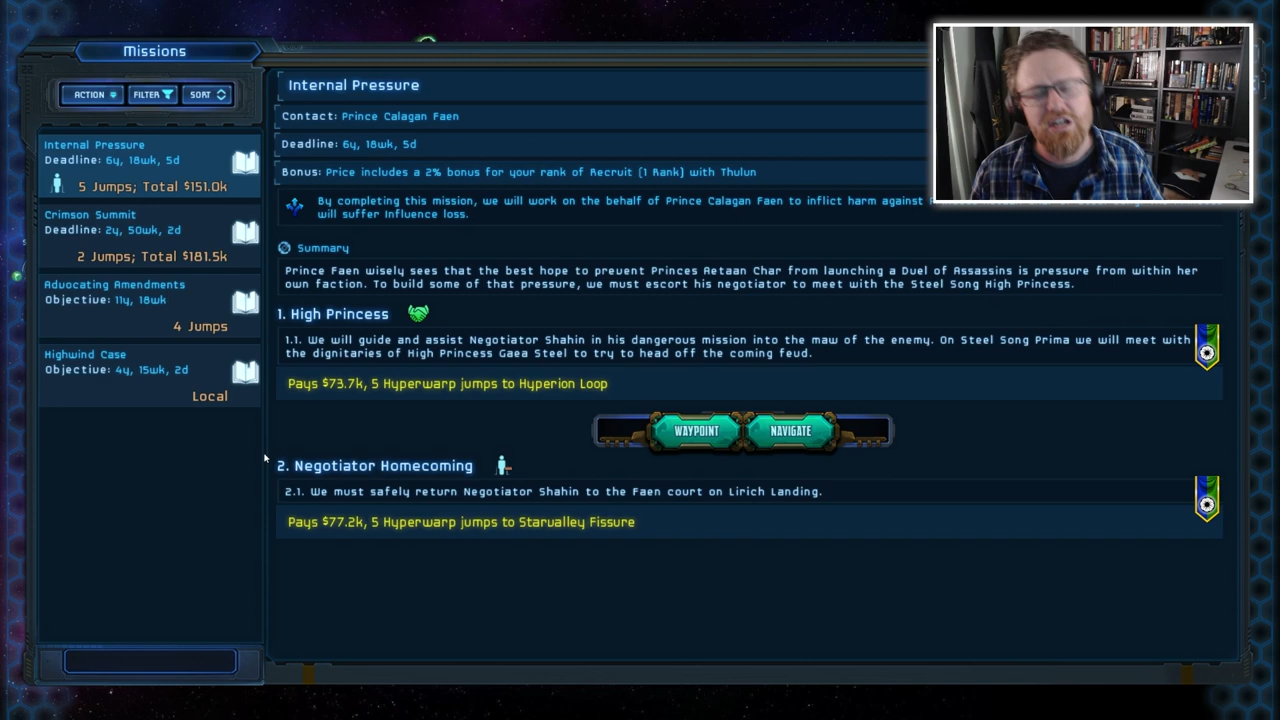 Missions
ACTION
FILTER
SORT
Internal Pressure
Deadline: 6y, 18wk, 5d
5 Jumps; Total $151.0k
Crimson Summit
Deadline: 2y, 50wk, 2d
2 Jumps; Total $181.5k
Advocating Amendments
Objective: 11y, 18wk
4 Jumps
Highwind Case
Objective: 4y, 15wk, 2d
Local
Internal Pressure
Contact: Prince Calagan Faen
Deadline: 6y, 18wk, 5d
Bonus: Price includes a 2% bonus for your rank of Recruit (1 Rank) with Thulun
By completing this mission, we will work on the behalf of Prince Calagan Faen to inflict harm against
will suffer Influence loss.
Summary
Prince Faen wisely sees that the best hope to prevent Princes Aetaan Char from launching a Duel of Assassins is pressure from within her
own faction. To build some of that pressure, we must escort his negotiator to meet with the Steel Song High Princess.
1. High Princess
1.1. We will guide and assist Negotiator Shahin in his dangerous mission into the maw of the enemy. On Steel Song Prima we will meet with
the dignitaries of High Princess Gaea Steel to try to head off the coming feud.
Pays $73.7k, 5 Hyperwarp jumps to Hyperion Loop
WAYPOINT
NAVIGATE
2. Negotiator Homecoming
2.1. We must safely return Negotiator Shahin to the Faen court on Lirich Landing.
Pays $77.2k, 5 Hyperwarp jumps to Starvalley Fissure